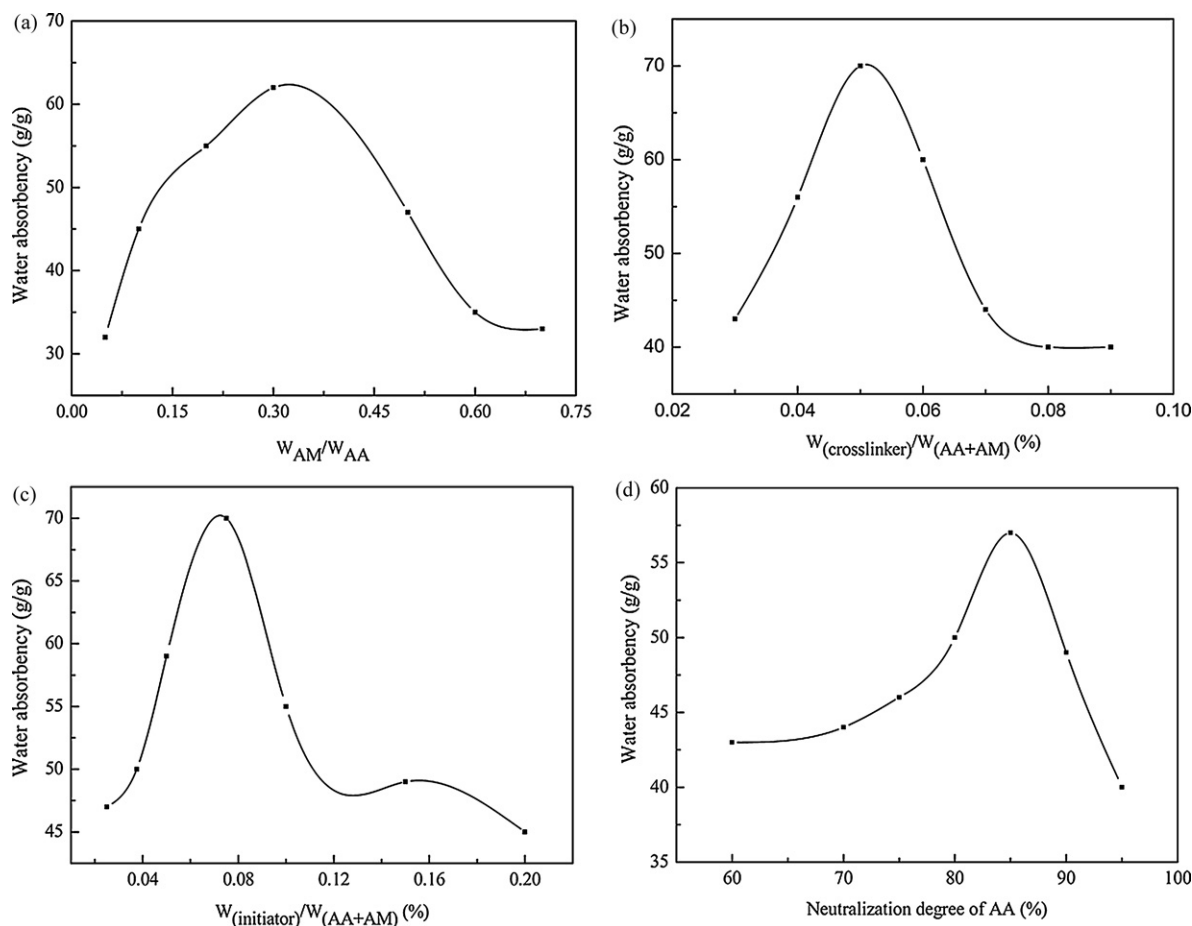 (a)
70
60
50
40
30
Water absorbency (g/g)
0.00 0.15 0.30 0.45 0.60 0.75
W_AM/W_AA
(b)
70
60
50
40
Water absorbency (g/g)
0.02 0.04 0.06 0.08 0.10
W(crosslinker)/W(AA+AM) (%)
(c)
70
65
60
55
50
45
Water absorbency (g/g)
0.04 0.08 0.12 0.16 0.20
W(initiator)/W(AA+AM) (%)
(d)
60
55
50
45
40
35
Water absorbency (g/g)
60 70 80 90 100
Neutralization degree of AA (%)